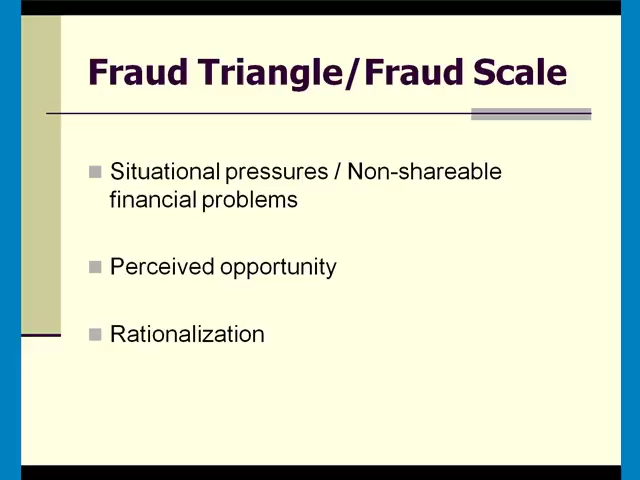 Fraud Triangle/Fraud Scale
Situational pressures / Non-shareable
financial problems
Perceived opportunity
Rationalization